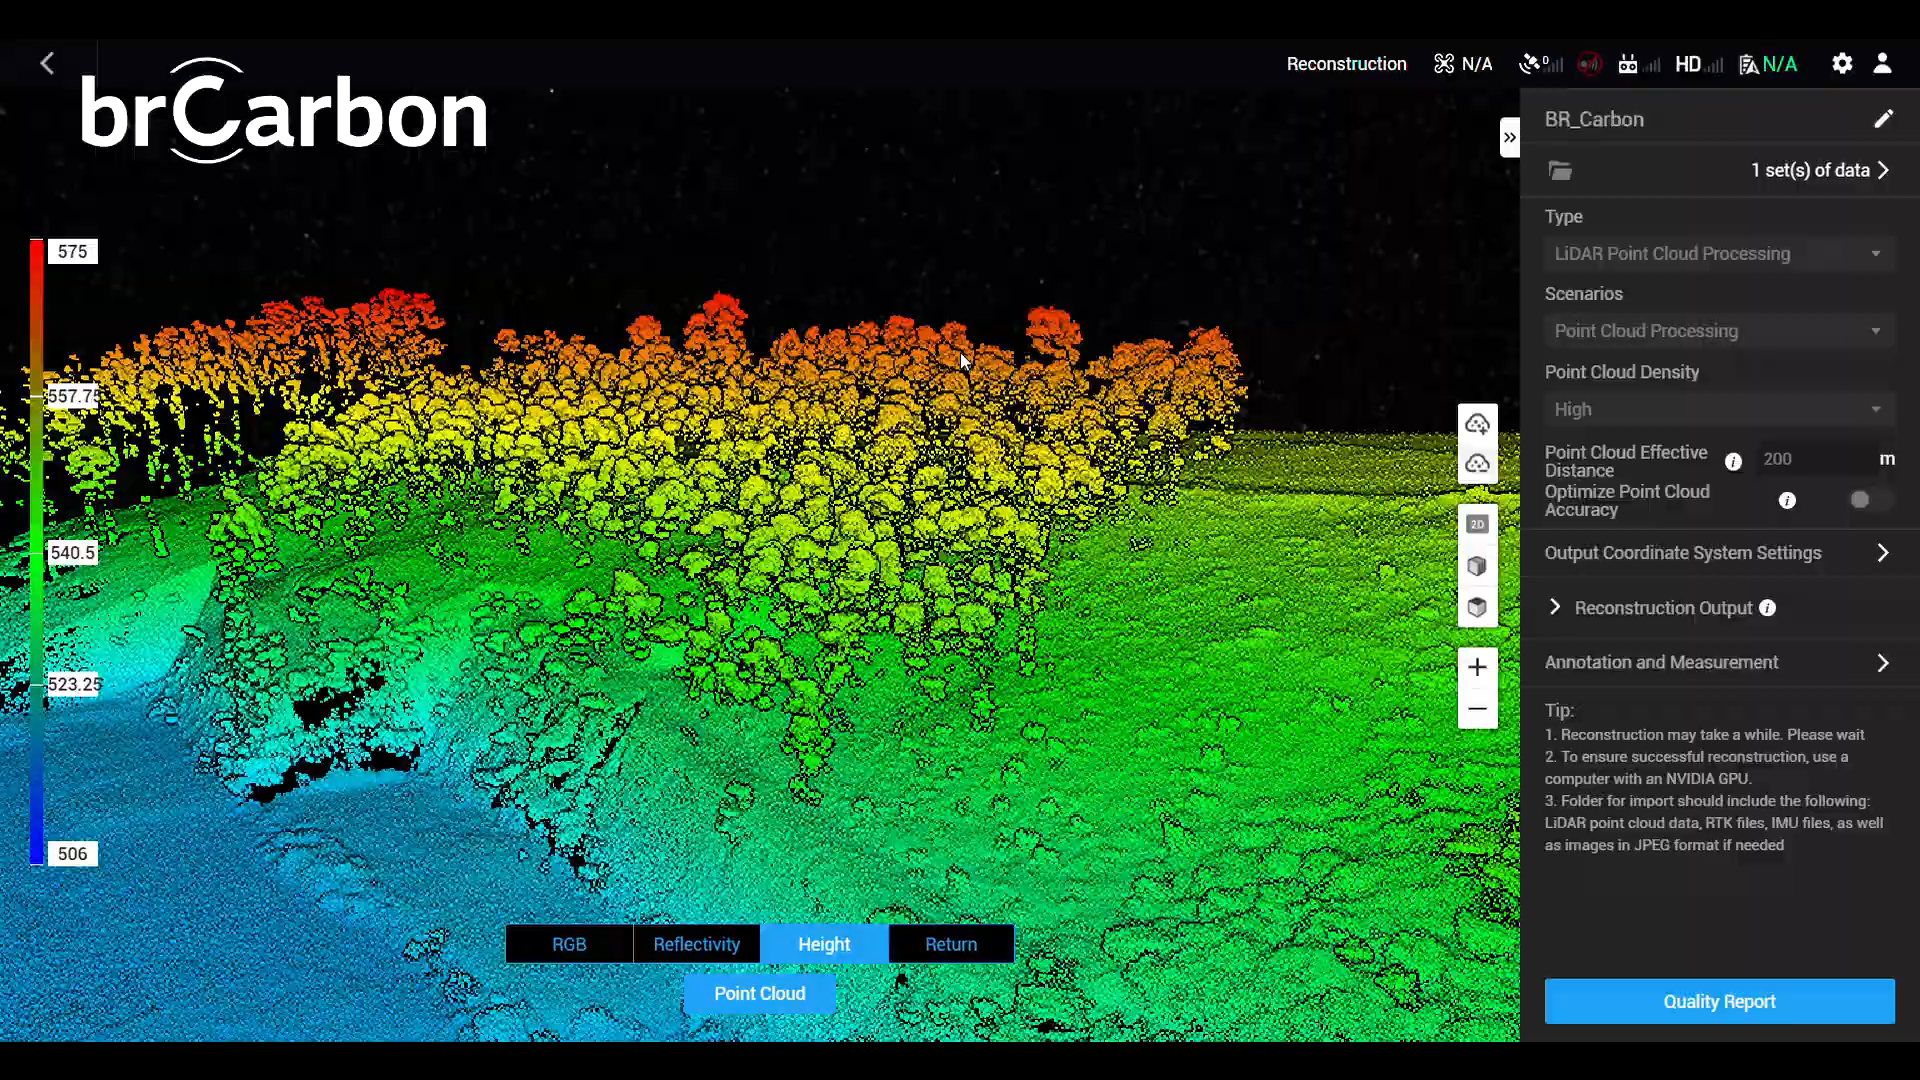 Reconstruction N/A 0 HD N/A
brCarbon
BR_Carbon
1 set(s) of data
Type
LiDAR Point Cloud Processing
Scenarios
Point Cloud Processing
Point Cloud Density
High
Point Cloud Effective
Distance
200 m
Optimize Point Cloud
Accuracy
Output Coordinate System Settings
Reconstruction Output
Annotation and Measurement
Tip:
1. Reconstruction may take a while. Please wait
2. To ensure successful reconstruction, use a
computer with an NVIDIA GPU.
3. Folder for import should include the following:
LiDAR point cloud data, RTK files, IMU files, as well
as images in JPEG format if needed
Quality Report
575
557.75
540.5
523.25
506
2D
RGB Reflectivity Height Return
Point Cloud